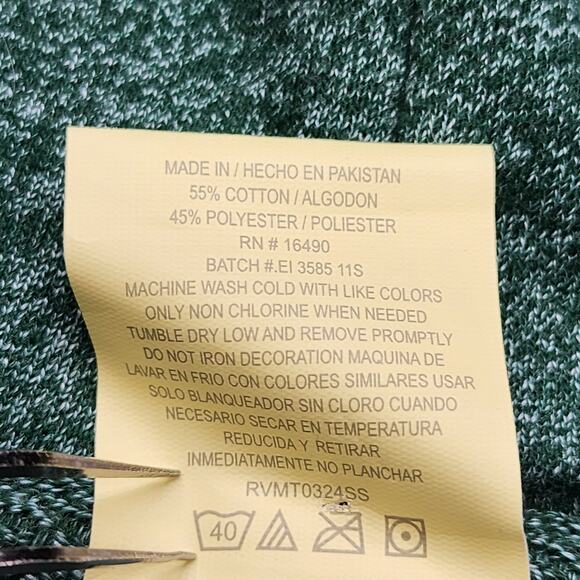 MADE IN / HECHO EN PAKISTAN
55% COTTON / ALGODON
45% POLYESTER / POLIESTER
RN # 16490
BATCH #.EI 3585 11S
MACHINE WASH COLD WITH LIKE COLORS
ONLY NON CHLORINE WHEN NEEDED
TUMBLE DRY LOW AND REMOVE PROMPTLY
DO NOT IRON DECORATION MAQUINA DE
LAVAR EN FRIO CON COLORES SIMILARES USAR
SOLO BLANQUEADOR SIN CLORO CUANDO
NECESARIO SECAR EN TEMPERATURA
REDUCIDA Y RETIRAR
INMEDIATAMENTE NO PLANCHAR
RVMT0324SS
40